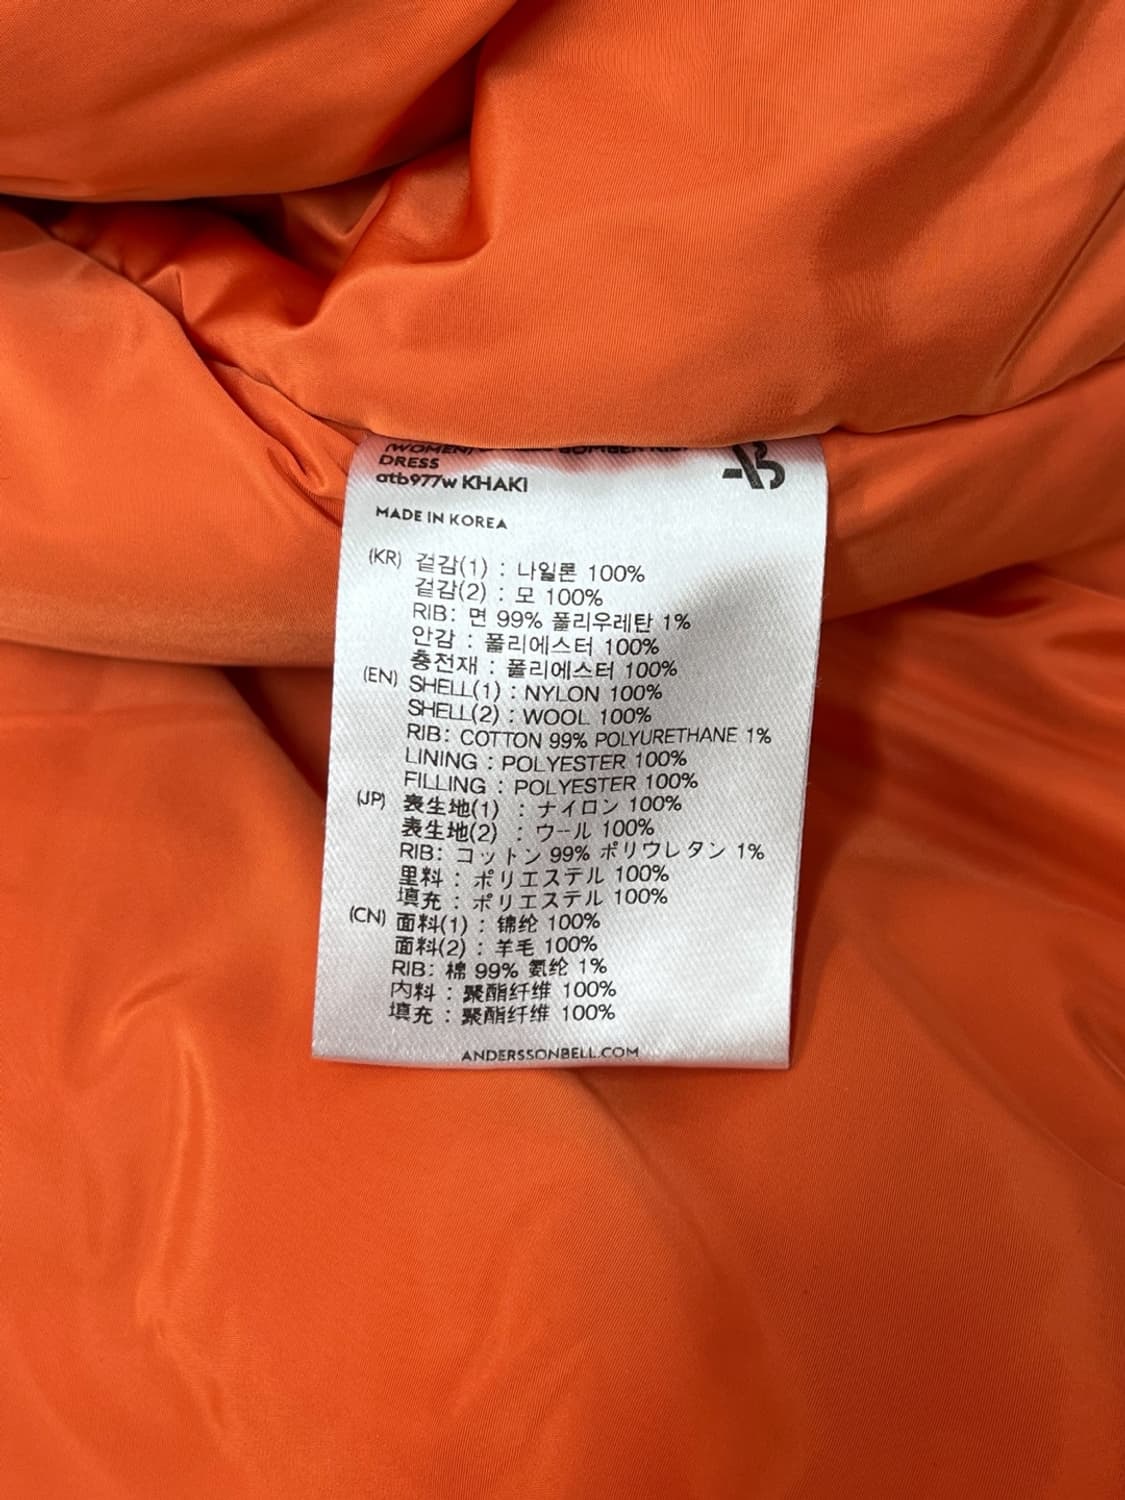 (WOMEN) BOMBER
DRESS
atb977w KHAKI
MADE IN KOREA
(KR) 겉감(1) : 나일론 100%
겉감(2) : 모 100%
RIB: 면 99% 폴리우레탄 1%
안감 : 폴리에스터 100%
충전재 : 폴리에스터 100%
(EN) SHELL(1) : NYLON 100%
SHELL(2) : WOOL 100%
RIB: COTTON 99% POLYURETHANE 1%
LINING : POLYESTER 100%
FILLING : POLYESTER 100%
(JP) 表生地(1) : ナイロン 100%
表生地(2) : ウール 100%
RIB: コットン 99% ポリウレタン 1%
里料 : ポリエステル 100%
填充 : ポリエステル 100%
(CN) 面料(1) : 锦纶 100%
面料(2) : 羊毛 100%
RIB: 棉 99% 氨纶 1%
内料 : 聚酯纤维 100%
填充 : 聚酯纤维 100%
ANDERSSONBELL.COM